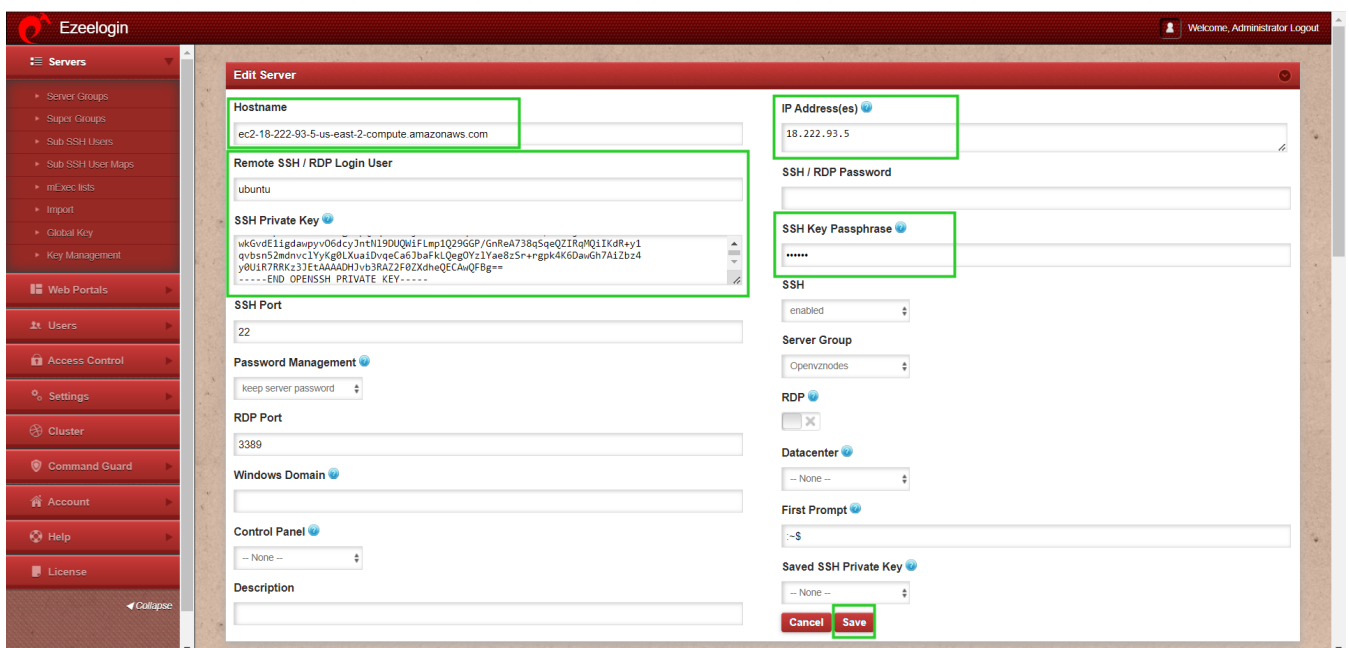 Ezeelogin
Welcome, Administrator Logout
Servers
Server Groups
Super Groups
Sub SSH Users
Sub SSH User Maps
mExec lists
Import
Global Key
Key Management
Web Portals
Users
Access Control
Settings
Cluster
Command Guard
Account
Help
License
Collapse
Edit Server
Hostname
ec2-18-222-93-5-us-east-2-compute.amazonaws.com
Remote SSH / RDP Login User
ubuntu
SSH Private Key
wkGvdE1igdawpyvO6dcyJntNl9DUQWiFLmp1Q29GGP/GnReA738qSqeQZIRqMQiIKdR+y1
qvbsn52mdnvclYyKg0LXuaiDvqeCa6JbaFkLQegOYzlYae8zSr+rgpk4K6DawGh7AiZbz4
y0UiR7RRKz3JEtAAAADHJvb3RAZ2F0ZXdheQECAwQFBg==
-----END OPENSSH PRIVATE KEY-----
SSH Port
22
Password Management
keep server password
RDP Port
3389
Windows Domain
Control Panel
-- None --
Description
IP Address(es)
18.222.93.5
SSH / RDP Password
SSH Key Passphrase
••••••
SSH
enabled
Server Group
Openvznodes
RDP
Datacenter
-- None --
First Prompt
:~$
Saved SSH Private Key
-- None --
Cancel Save